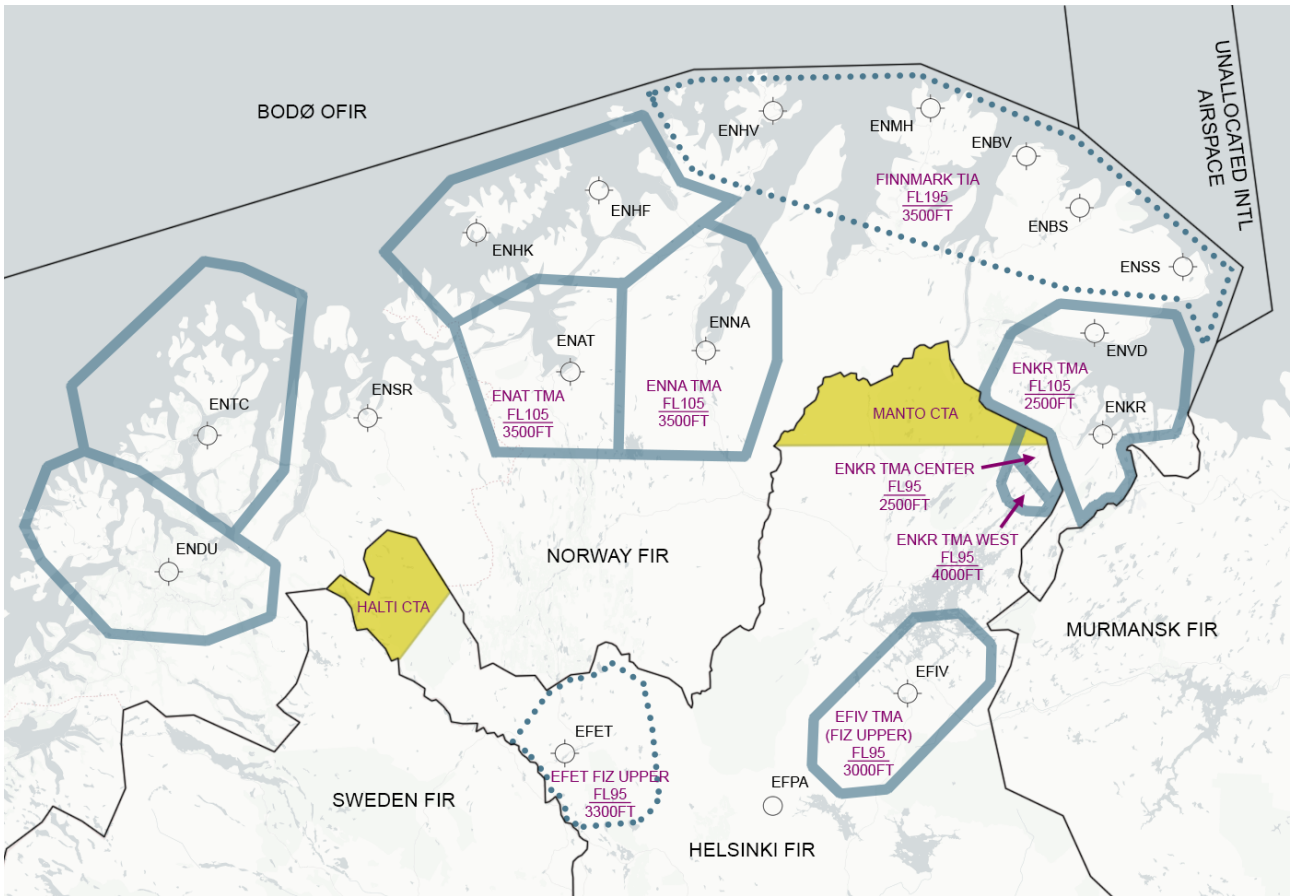 BODØ OFIR
UNALLOCATED INTL
AIRSPACE
ENHV
ENMH
ENBV
FINNMARK TIA
FL195
3500FT
ENHF
ENBS
ENHK
ENSS
ENNA
ENAT
ENVD
ENSR
ENTC
ENAT TMA
FL105
3500FT
ENNA TMA
FL105
3500FT
ENKR TMA
FL105
2500FT
ENKR
MANTO CTA
ENKR TMA CENTER
FL95
2500FT
ENKR TMA WEST
FL95
4000FT
ENDU
NORWAY FIR
HALTI CTA
MURMANSK FIR
EFIV
EFIV TMA
(FIZ UPPER)
FL95
3000FT
EFET
EFET FIZ UPPER
FL95
3300FT
EFPA
SWEDEN FIR
HELSINKI FIR